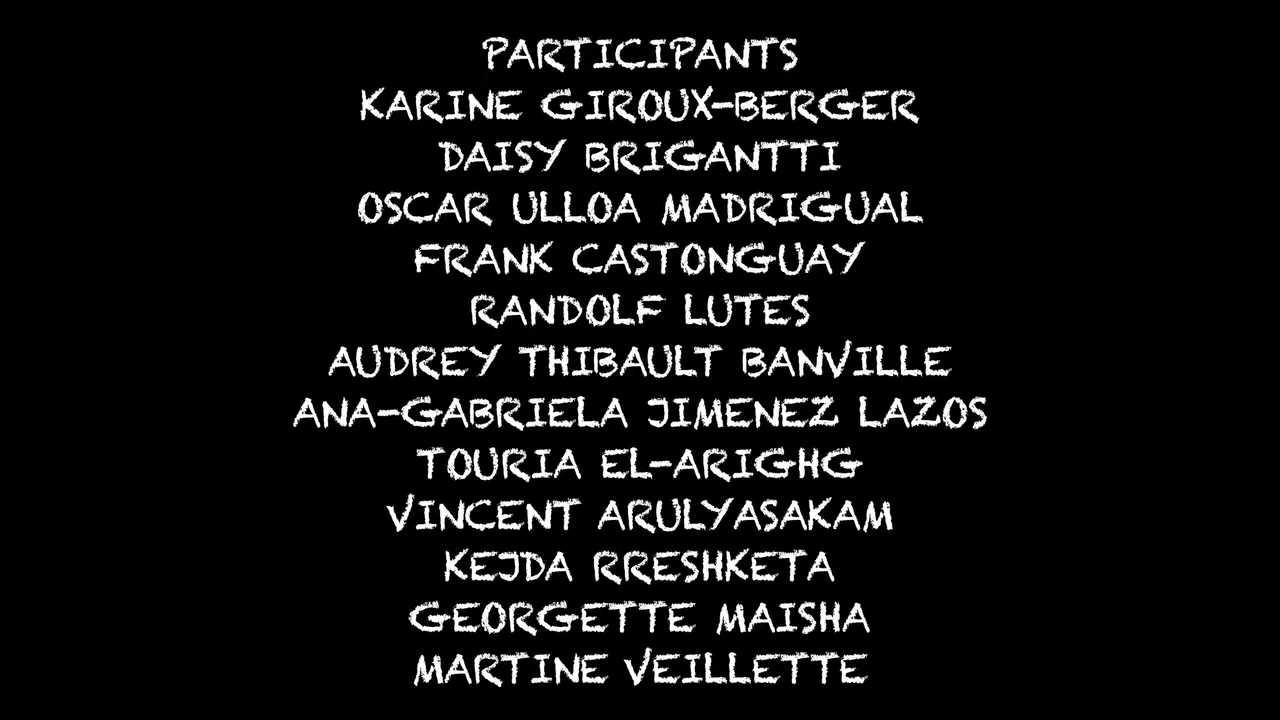 PARTICIPANTS
KARINE GIROUX-BERGER
DAISY BRIGANTTI
OSCAR ULLOA MADRIGUAL
FRANK CASTONGUAY
RANDOLF LUTES
AUDREY THIBAULT BANVILLE
ANA-GABRIELA JIMENEZ LAZOS
TOURIA EL-ARIGHG
VINCENT ARULYASAKAM
KEJDA RRESHKETA
GEORGETTE MAISHA
MARTINE VEILLETTE